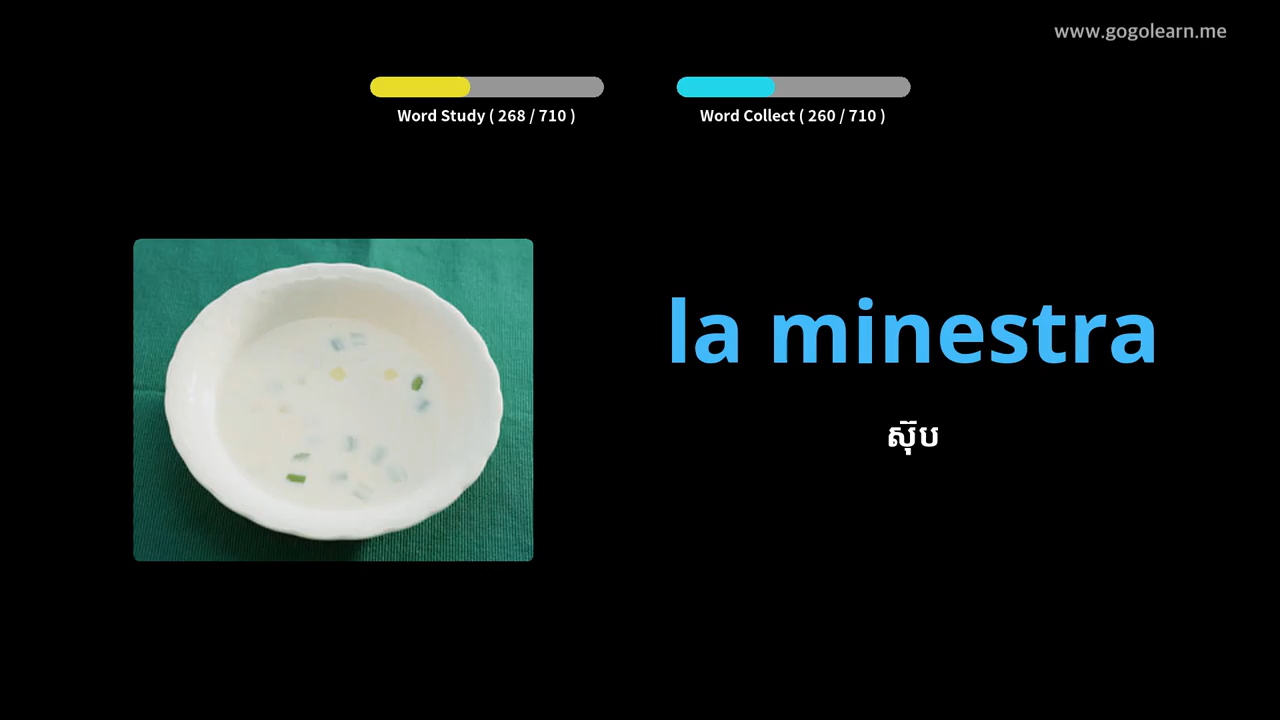 www.gogolearn.me
Word Study ( 268 / 710 )
Word Collect ( 260 / 710 )
la minestra
ស៊ុប